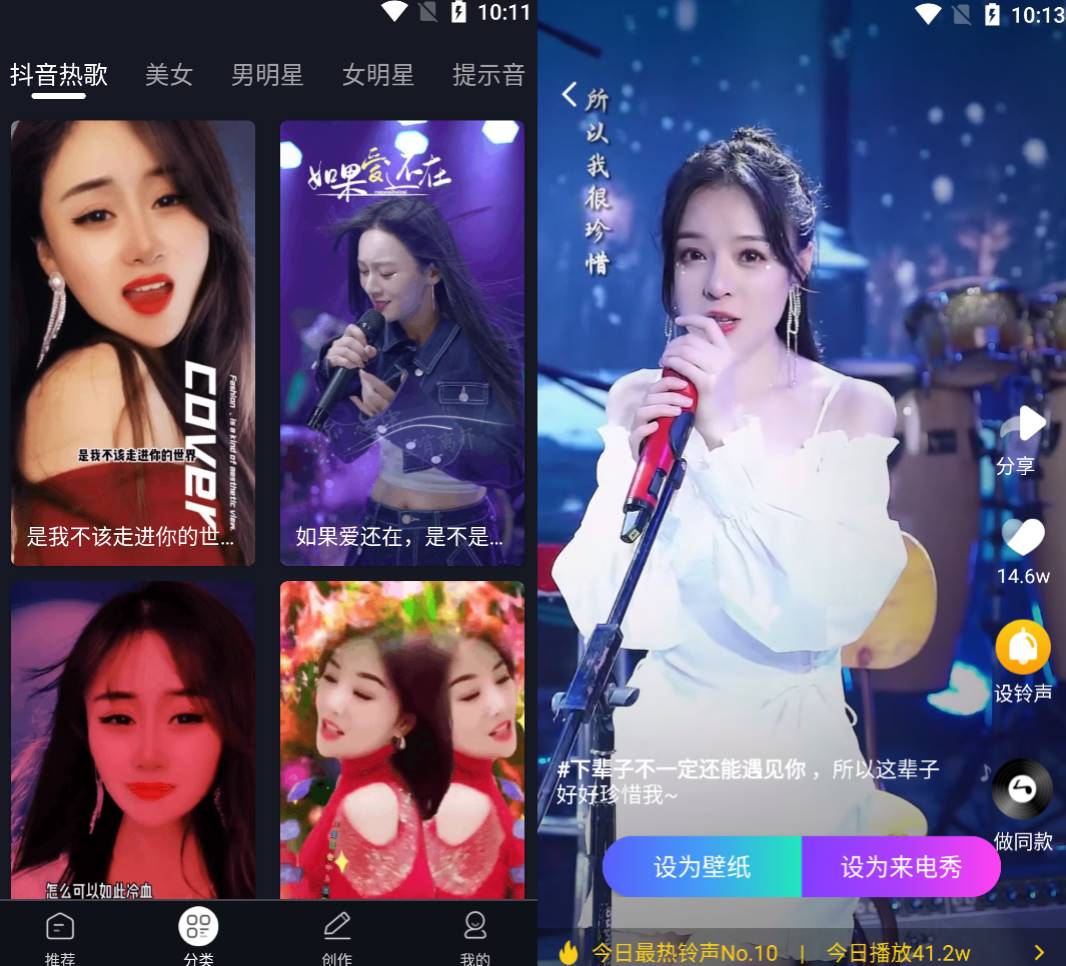 10:11
抖音热歌 美女 男明星 女明星 提示音
cover
Fashion , is a kind of aesthetic view.
是我不该走进你的世界
是我不该走进你的世...
如果爱还在
如果爱还在，是不是...
怎么可以如此冷血
推荐 分类 创作 我的
10:13
所以我很珍惜
分享
14.6w
设铃声
#下辈子不一定还能遇见你 ，所以这辈子
好好珍惜我~
做同款
设为壁纸 设为来电秀
今日最热铃声No.10 | 今日播放41.2w